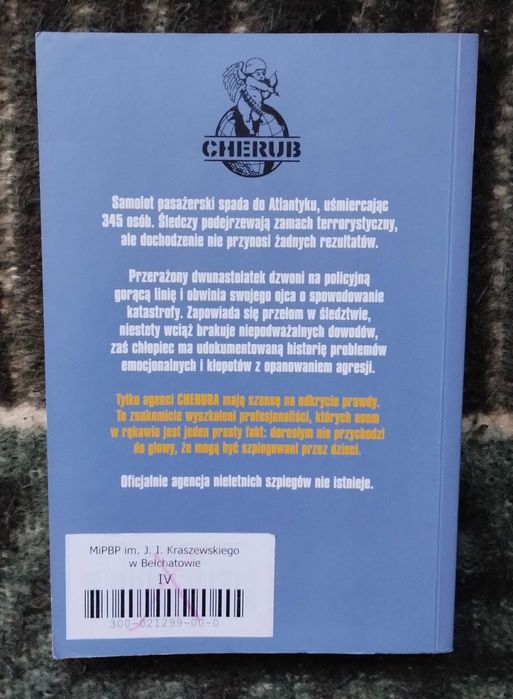 CHERUB
Samolot pasażerski spada do Atlantyku, uśmiercając
345 osób. Śledczy podejrzewają zamach terrorystyczny,
ale dochodzenie nie przynosi żadnych rezultatów.
Przerażony dwunastolatek dzwoni na policyjną
gorącą linię i obwinia swojego ojca o spowodowanie
katastrofy. Zapowiada się przełom w śledztwie,
niestety wciąż brakuje niepodważalnych dowodów,
zaś chłopiec ma udokumentowaną historię problemów
emocjonalnych i kłopotów z opanowaniem agresji.
Tylko agenci CHERUBA mają szansę na odkrycie prawdy.
To znakomicie wyszkoleni profesjonaliści, których asem
w rękawie jest jeden prosty fakt: dorosłym nie przychodzi
do głowy, że mogą być szpiegowani przez dzieci.
Oficjalnie agencja nieletnich szpiegów nie istnieje.
MiPBP im. J. I. Kraszewskiego
w Bełchatowie
IV
300-021299-00-0